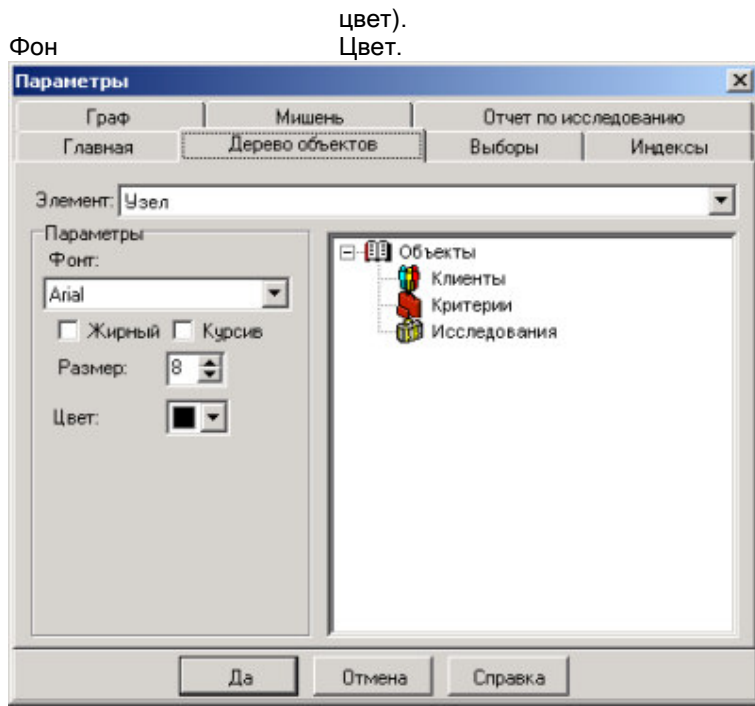 цвет).
Фон Цвет.
Параметры
Граф Мишень Отчет по исследованию
Главная Дерево объектов Выборы Индексы
Элемент: Узел
Параметры
Фонт:
Arial
Жирный Курсив
Размер: 8
Цвет:
Объекты
Клиенты
Критерии
Исследования
Да Отмена Справка